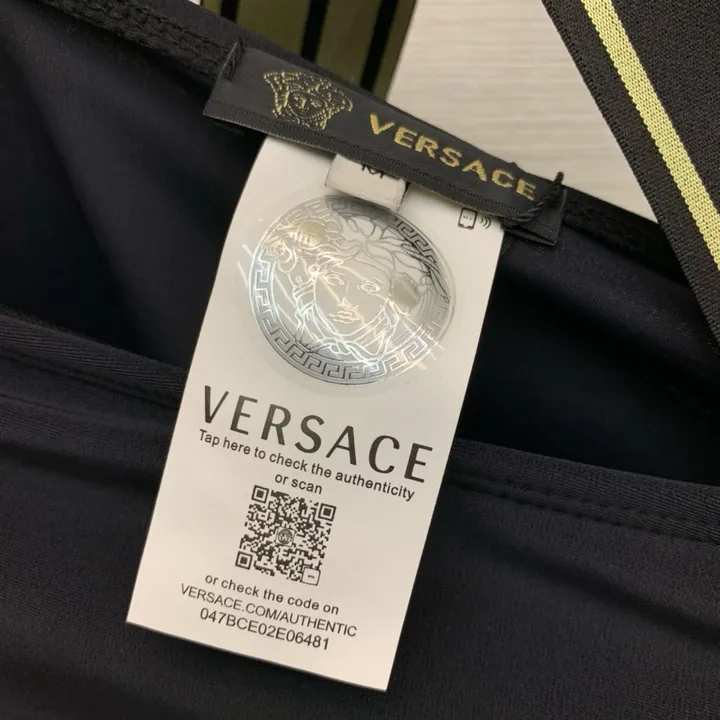 VERSACE
VERSACE
Tap here to check the authenticity
or scan
or check the code on
VERSACE.COM/AUTHENTIC
047BCE02E06481